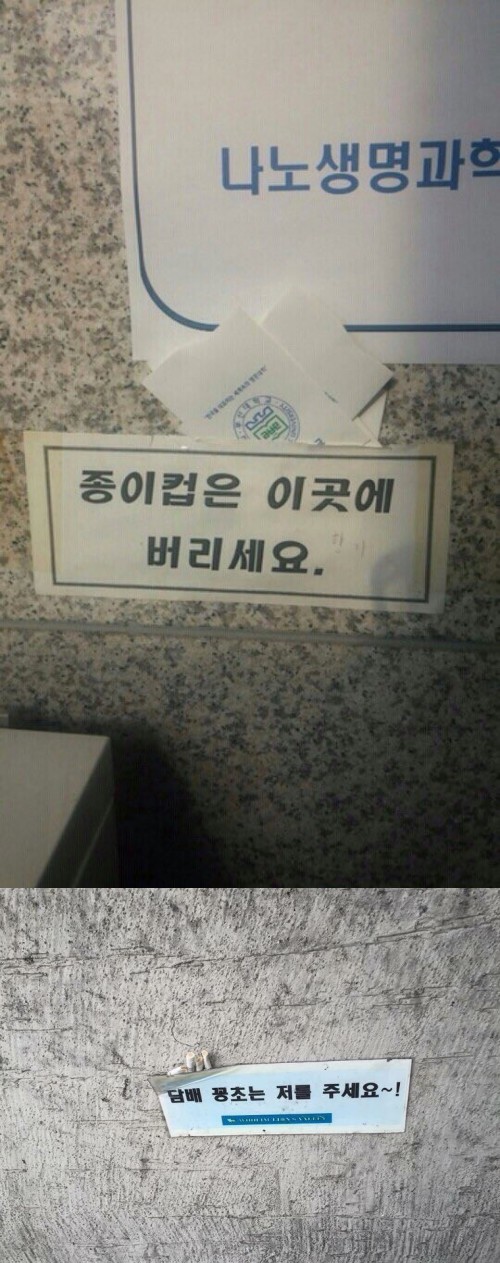 나노생명과학
종이컵은 이곳에
버리세요.
담배 꽁초는 저를 주세요~!